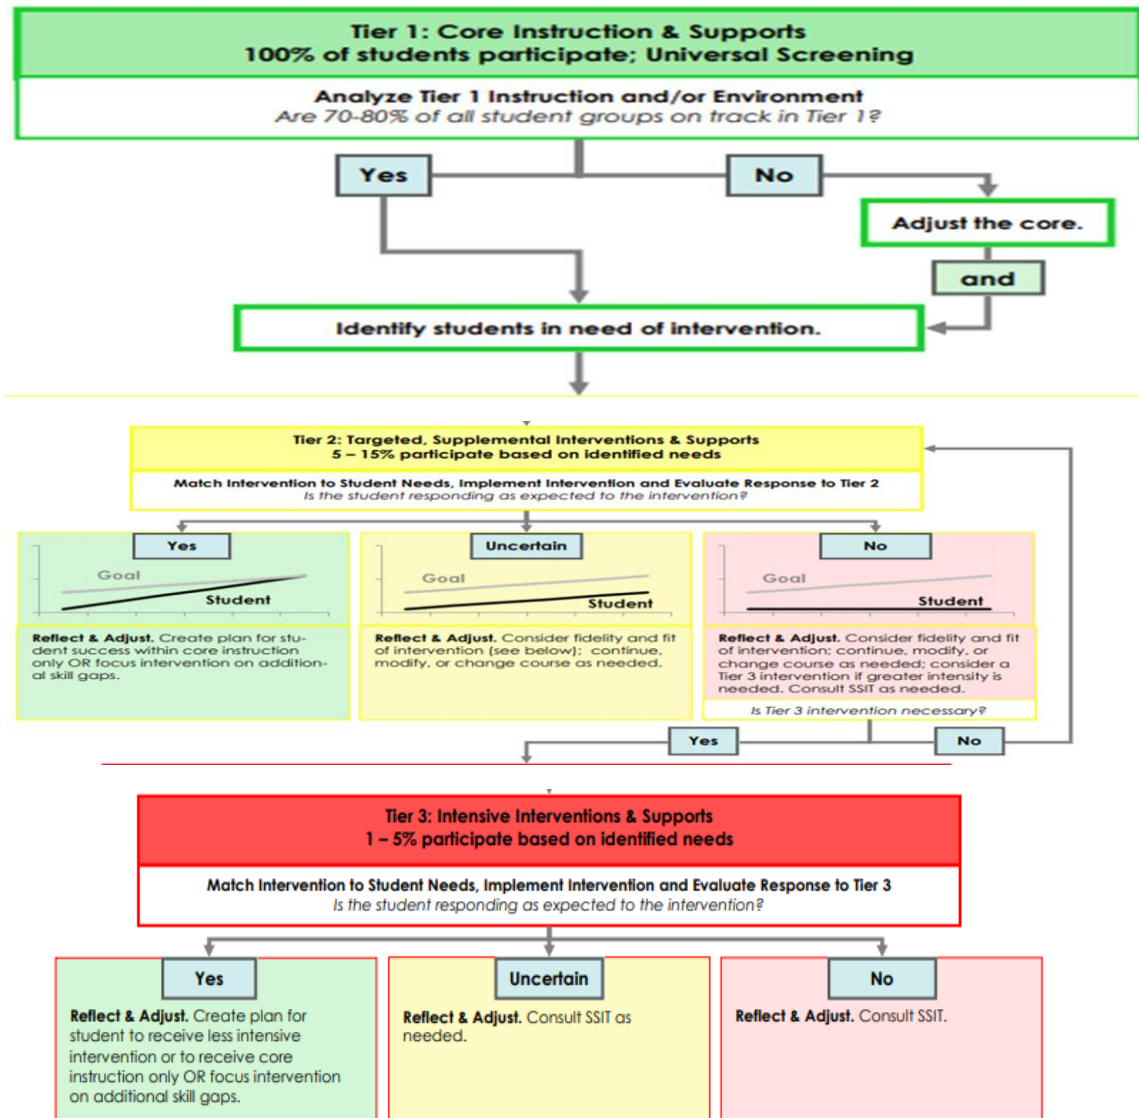 Tier 1: Core Instruction & Supports
100% of students participate; Universal Screening
Analyze Tier 1 Instruction and/or Environment
Are 70-80% of all student groups on track in Tier 1?
Yes
No
Adjust the core.
and
Identify students in need of intervention.
Tier 2: Targeted, Supplemental Interventions & Supports
5 – 15% participate based on identified needs
Match Intervention to Student Needs, Implement Intervention and Evaluate Response to Tier 2
Is the student responding as expected to the intervention?
Yes
Goal
Student
Reflect & Adjust. Create plan for stu-
dent success within core instruction
only OR focus intervention on addition-
al skill gaps.
Uncertain
Goal
Student
Reflect & Adjust. Consider fidelity and fit
of intervention (see below); continue,
modify, or change course as needed.
No
Goal
Student
Reflect & Adjust. Consider fidelity and fit
of intervention; continue, modify, or
change course as needed; consider a
Tier 3 intervention if greater intensity is
needed. Consult SSIT as needed.
Is Tier 3 intervention necessary?
Yes
No
Tier 3: Intensive Interventions & Supports
1 – 5% participate based on identified needs
Match Intervention to Student Needs, Implement Intervention and Evaluate Response to Tier 3
Is the student responding as expected to the intervention?
Yes
Reflect & Adjust. Create plan for
student to receive less intensive
intervention or to receive core
instruction only OR focus intervention
on additional skill gaps.
Uncertain
Reflect & Adjust. Consult SSIT as
needed.
No
Reflect & Adjust. Consult SSIT.